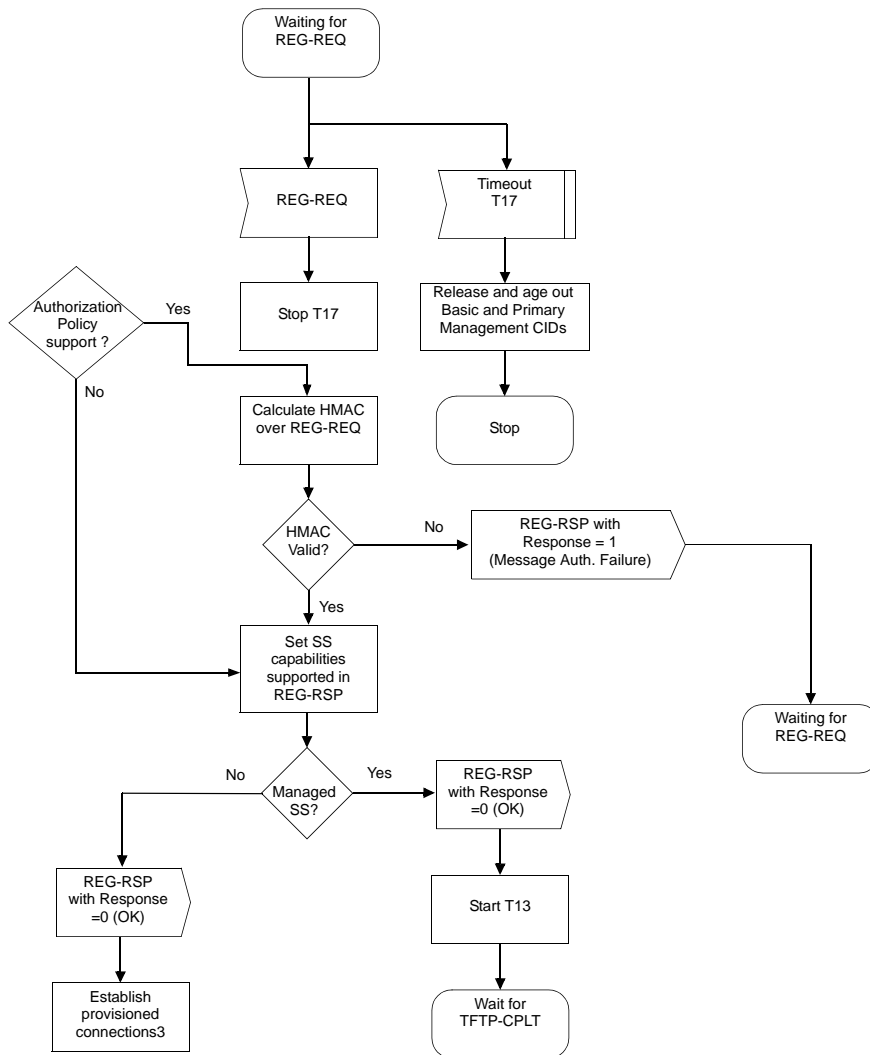 Waiting for
REG-REQ
REG-REQ
Timeout
T17
Stop T17
Release and age out
Basic and Primary
Management CIDs
Authorization
Policy
support ?
Yes
No
Calculate HMAC
over REG-REQ
Stop
HMAC
Valid?
No
REG-RSP with
Response = 1
(Message Auth. Failure)
Yes
Set SS
capabilities
supported in
REG-RSP
Waiting for
REG-REQ
Managed
SS?
No
Yes
REG-RSP
with Response
=0 (OK)
REG-RSP
with Response
=0 (OK)
Start T13
Establish
provisioned
connections3
Wait for
TFTP-CPLT